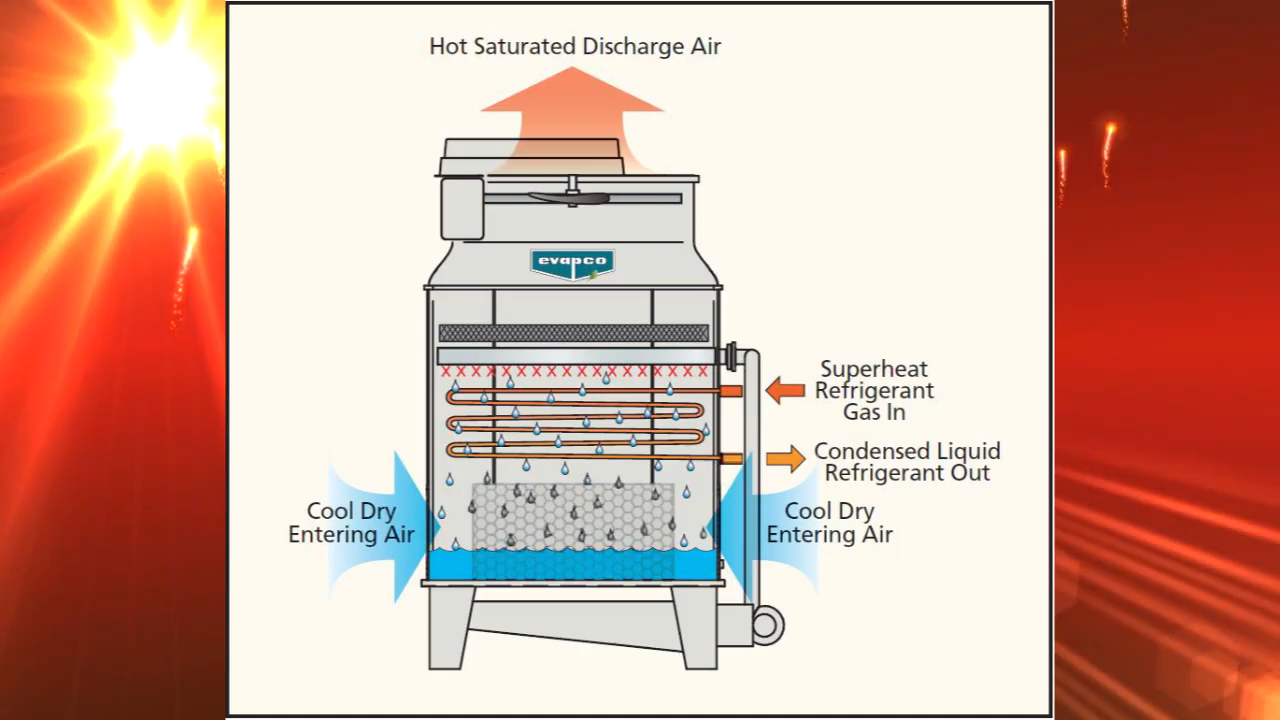 Hot Saturated Discharge Air
evapco
Superheat
Refrigerant
Gas In
Condensed Liquid
Refrigerant Out
Cool Dry
Entering Air
Cool Dry
Entering Air